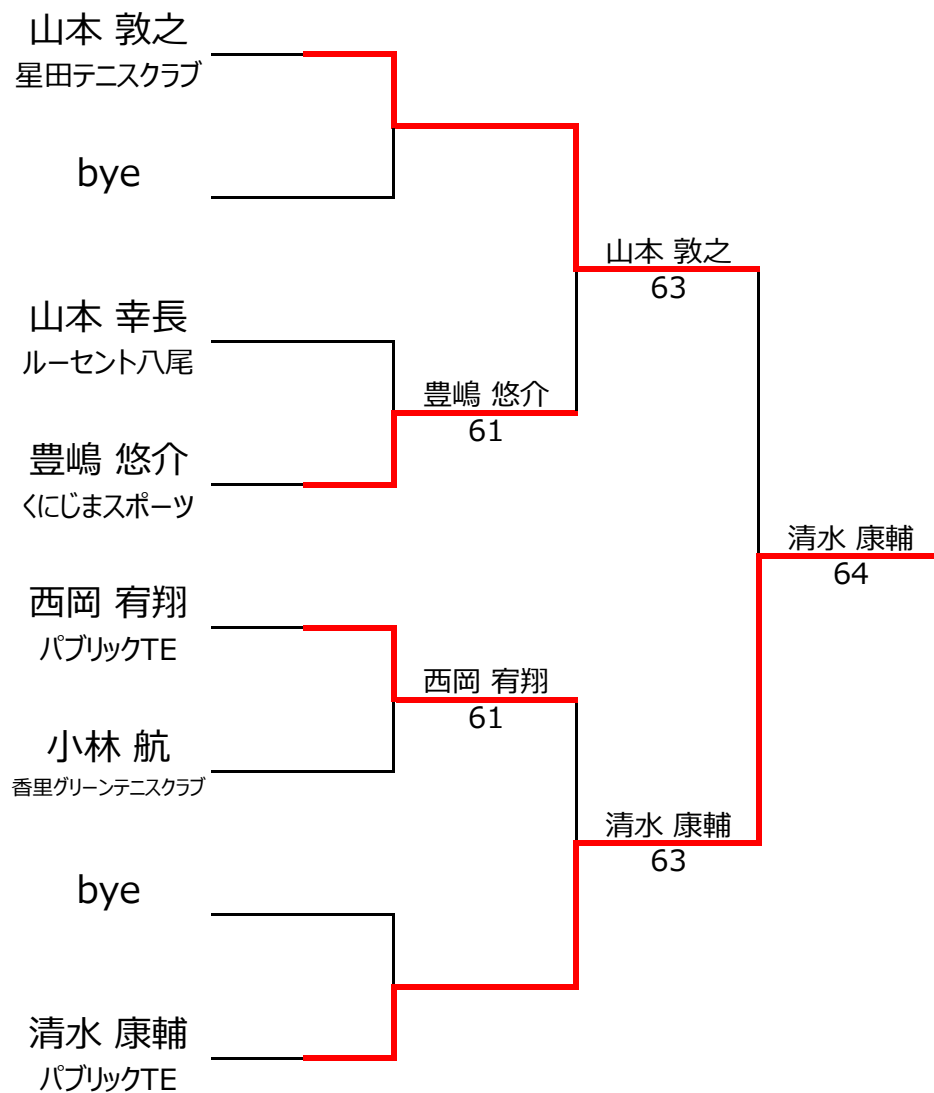 山本 敦之
星田テニスクラブ
bye
山本 幸長
ルーセント八尾
豊嶋 悠介
くにじまスポーツ
西岡 宥翔
パブリックTE
小林 航
香里グリーンテニスクラブ
bye
清水 康輔
パブリックTE
豊嶋 悠介
61
西岡 宥翔
61
山本 敦之
63
清水 康輔
63
清水 康輔
64